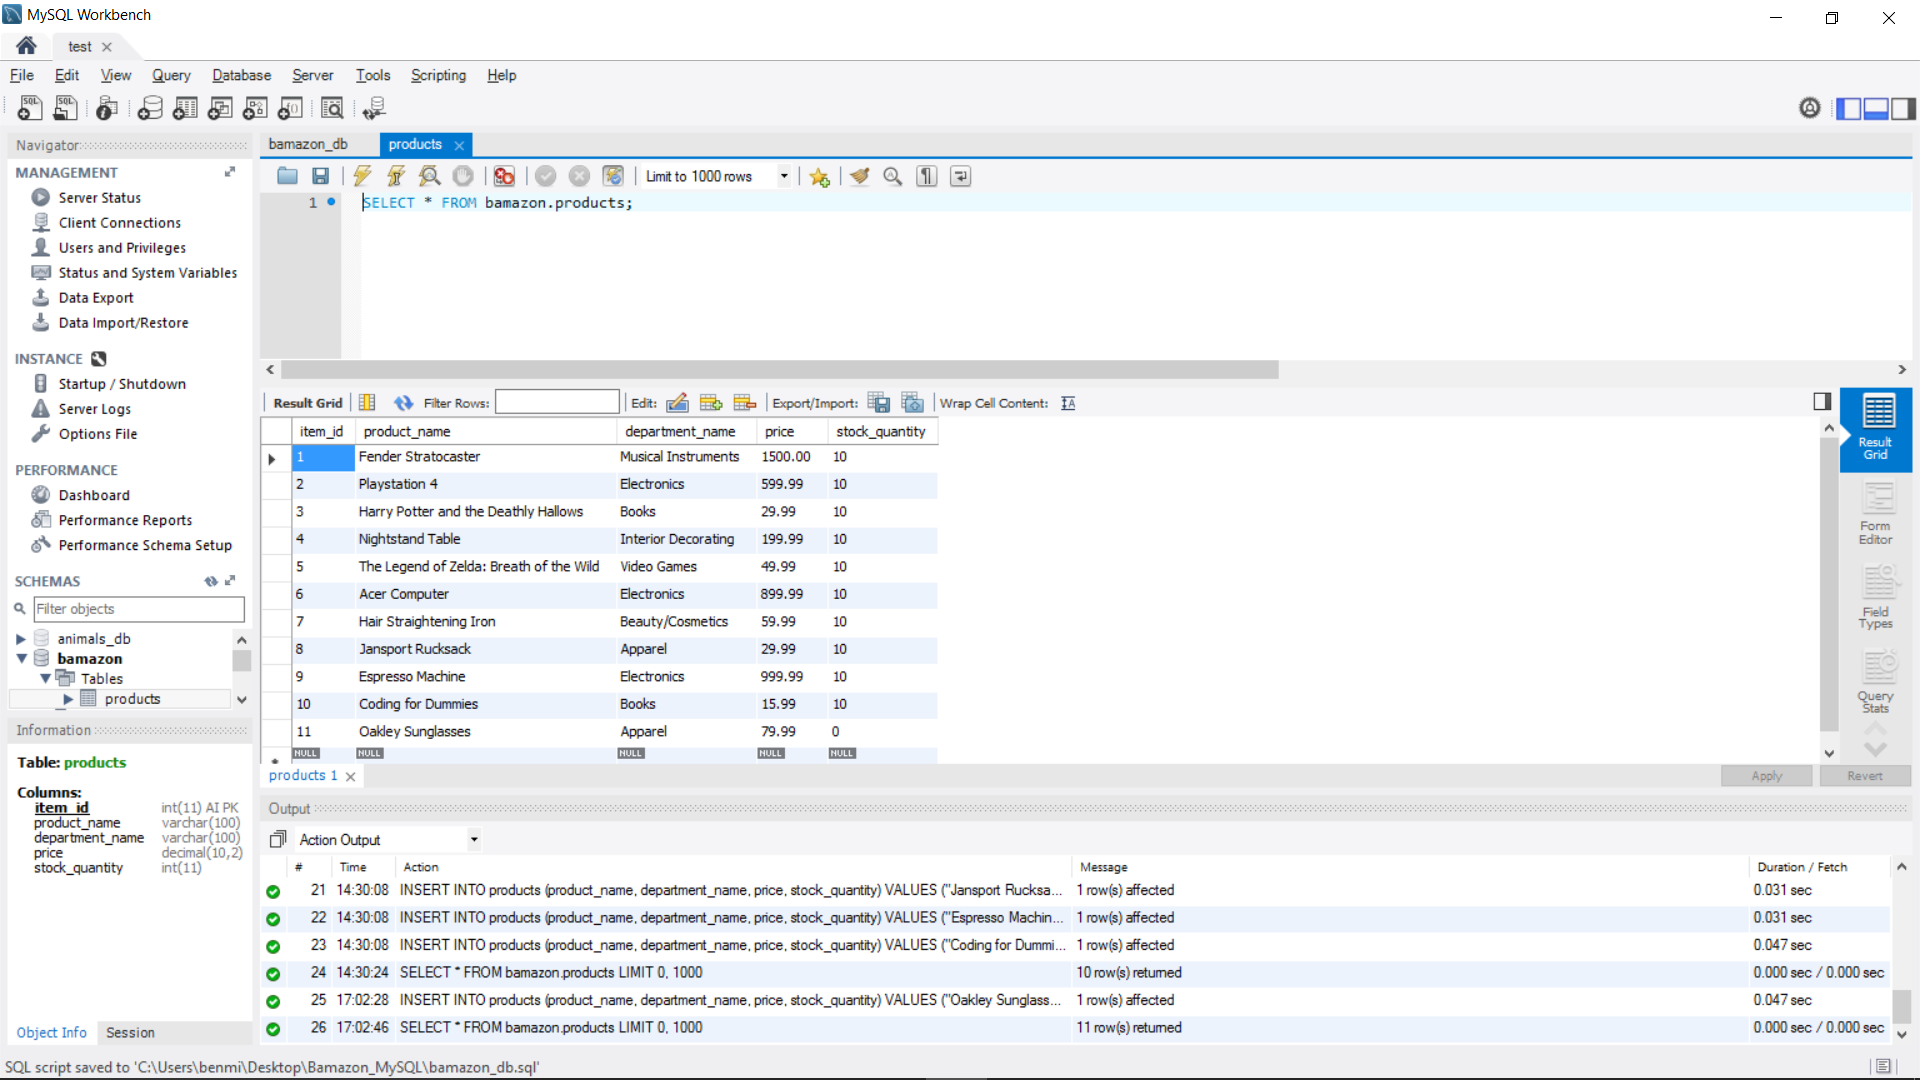 MySQL Workbench
test
File Edit View Query Database Server Tools Scripting Help
Navigator
MANAGEMENT
Server Status
Client Connections
Users and Privileges
Status and System Variables
Data Export
Data Import/Restore
INSTANCE
Startup / Shutdown
Server Logs
Options File
PERFORMANCE
Dashboard
Performance Reports
Performance Schema Setup
SCHEMAS
Filter objects
animals_db
bamazon
Tables
products
Information
Table: products
Columns:
item_id int(11) AI PK
product_name varchar(100)
department_name varchar(100)
price decimal(10,2)
stock_quantity int(11)
Object Info Session
bamazon_db products
Limit to 1000 rows
1 SELECT * FROM bamazon.products;
Result Grid Filter Rows: Edit: Export/Import: Wrap Cell Content:
item_id product_name department_name price stock_quantity
1 Fender Stratocaster Musical Instruments 1500.00 10
2 Playstation 4 Electronics 599.99 10
3 Harry Potter and the Deathly Hallows Books 29.99 10
4 Nightstand Table Interior Decorating 199.99 10
5 The Legend of Zelda: Breath of the Wild Video Games 49.99 10
6 Acer Computer Electronics 899.99 10
7 Hair Straightening Iron Beauty/Cosmetics 59.99 10
8 Jansport Rucksack Apparel 29.99 10
9 Espresso Machine Electronics 999.99 10
10 Coding for Dummies Books 15.99 10
11 Oakley Sunglasses Apparel 79.99 0
NULL NULL NULL NULL NULL
Result
Grid
Form
Editor
Field
Types
Query
Stats
products 1
Apply Revert
Output
Action Output
# Time Action Message Duration / Fetch
21 14:30:08 INSERT INTO products (product_name, department_name, price, stock_quantity) VALUES ("Jansport Rucksa... 1 row(s) affected 0.031 sec
22 14:30:08 INSERT INTO products (product_name, department_name, price, stock_quantity) VALUES ("Espresso Machin... 1 row(s) affected 0.031 sec
23 14:30:08 INSERT INTO products (product_name, department_name, price, stock_quantity) VALUES ("Coding for Dummi... 1 row(s) affected 0.047 sec
24 14:30:24 SELECT * FROM bamazon.products LIMIT 0, 1000 10 row(s) returned 0.000 sec / 0.000 sec
25 17:02:28 INSERT INTO products (product_name, department_name, price, stock_quantity) VALUES ("Oakley Sunglass... 1 row(s) affected 0.047 sec
26 17:02:46 SELECT * FROM bamazon.products LIMIT 0, 1000 11 row(s) returned 0.000 sec / 0.000 sec
SQL script saved to 'C:\Users\benmi\Desktop\Bamazon_MySQL\bamazon_db.sql'